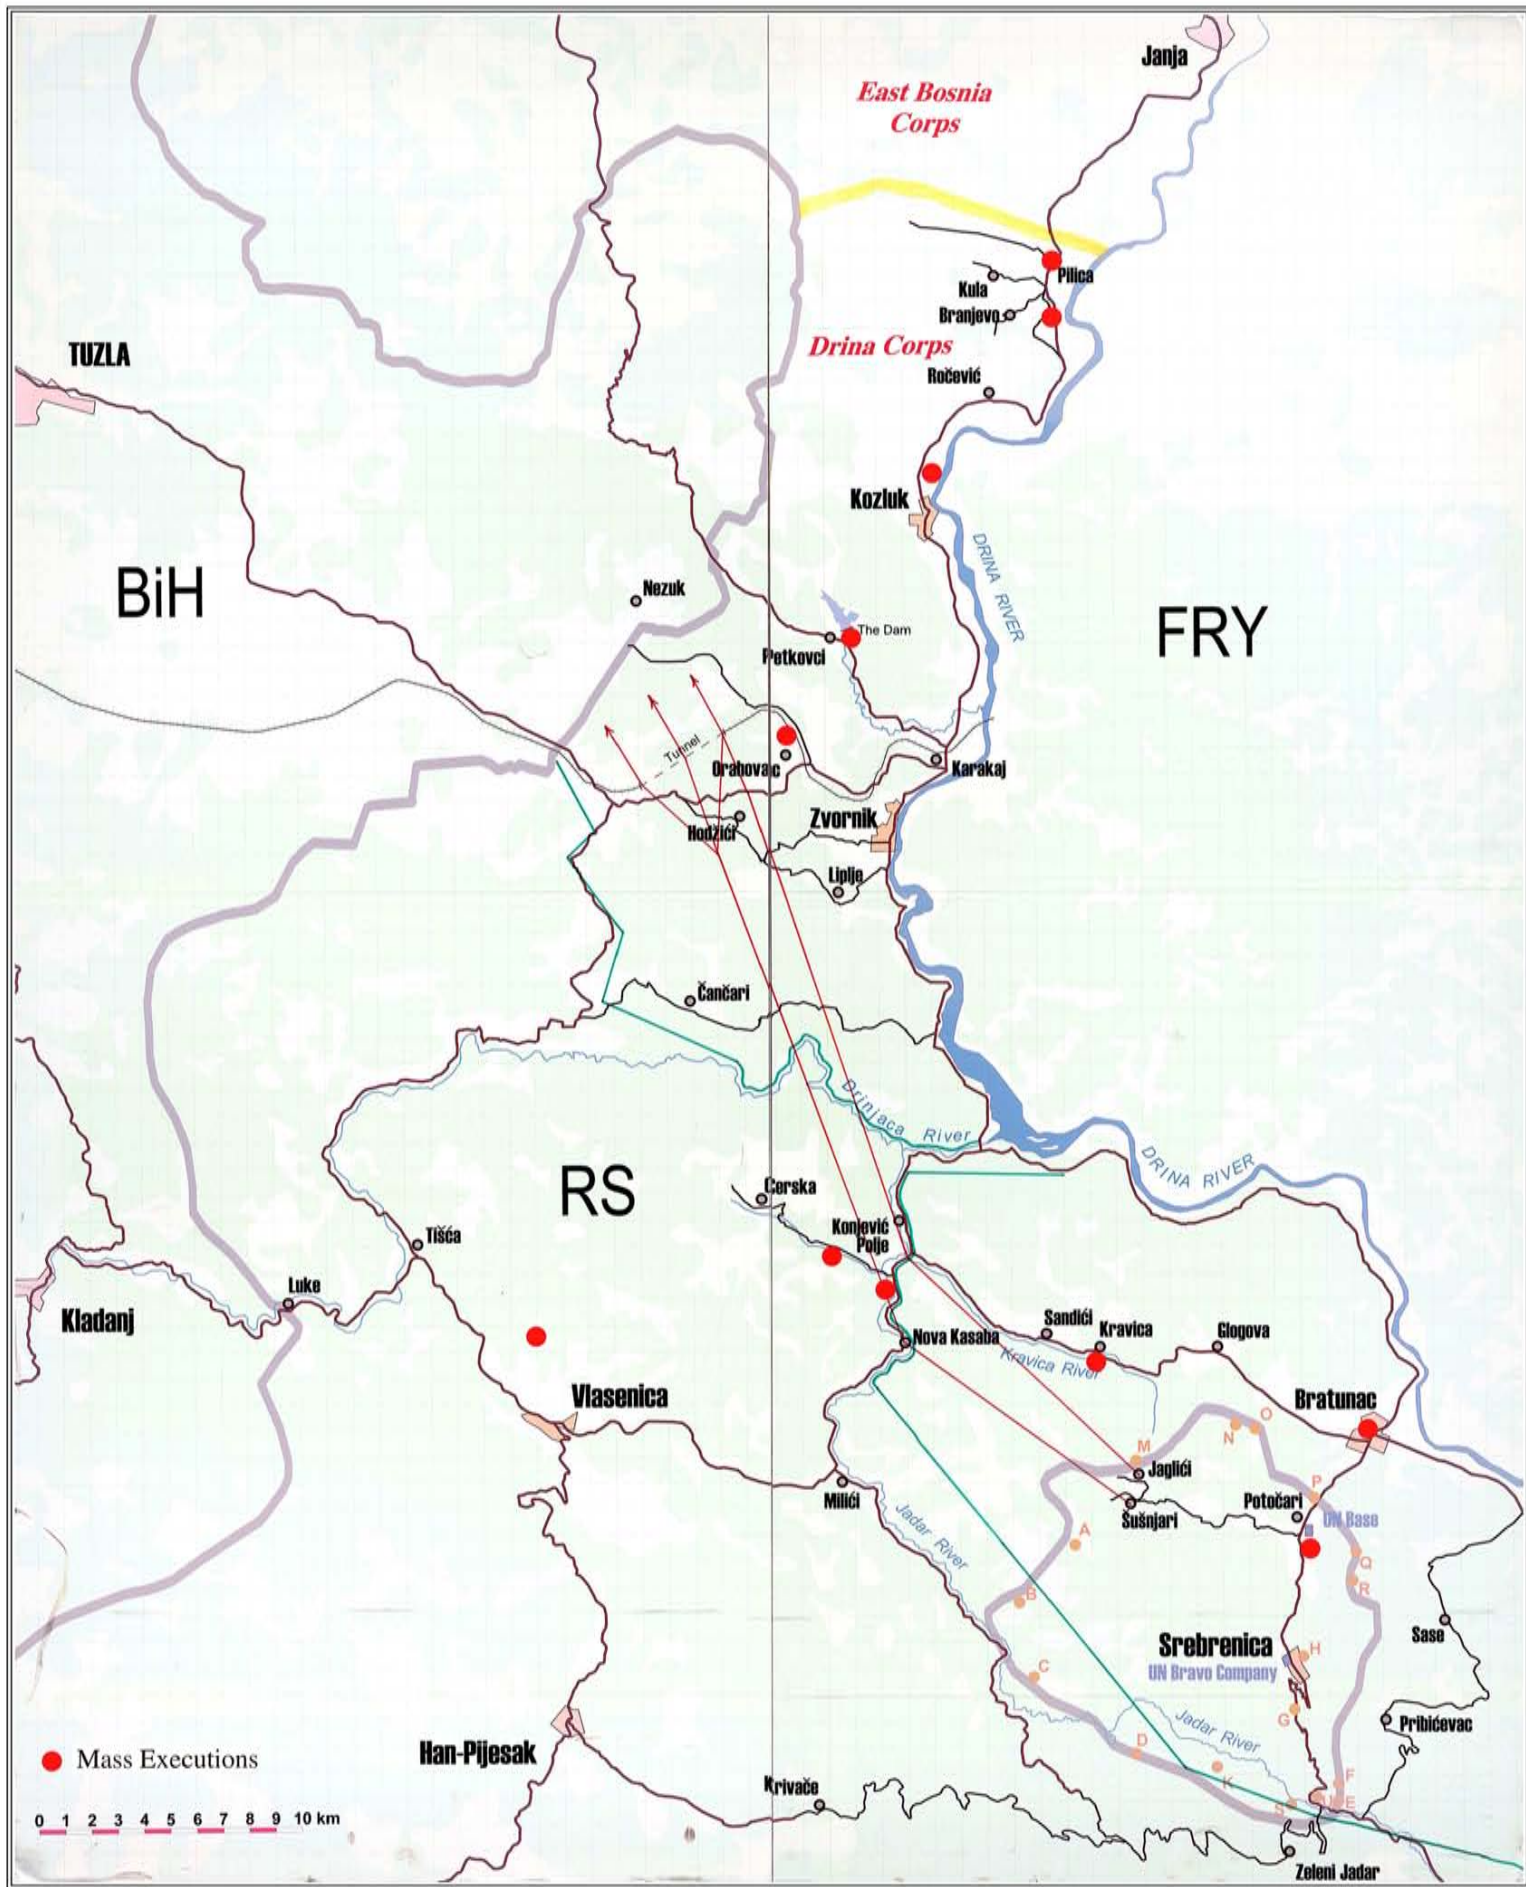 Janja
East Bosnia
Corps
Pilica
Kula
Branjevo
Drina Corps
TUZLA
Ročević
Kozluk
DRINA RIVER
BiH
Nezuk
FRY
The Dam
Petkovci
Tunnel
Orahovac
Karakaj
Zvornik
Hodžići
Liplje
Čančari
Drinjaca River
DRINA RIVER
RS
Cerska
Konjević
Polje
Tišća
Luke
Kladanj
Sandići
Kravica
Glogova
Nova Kasaba
Kravica River
Vlasenica
Bratunac
O
N
M
Jaglići
Milići
P
Potočari
Šušnjari
UN Base
Jadar River
A
Q
R
B
Sase
Srebrenica
H
UN Bravo Company
C
G
Pribićevac
Jadar River
D
Han-Pijesak
Mass Executions
K
F
Krivače
S
U
E
0 1 2 3 4 5 6 7 8 9 10 km
Zeleni Jadar